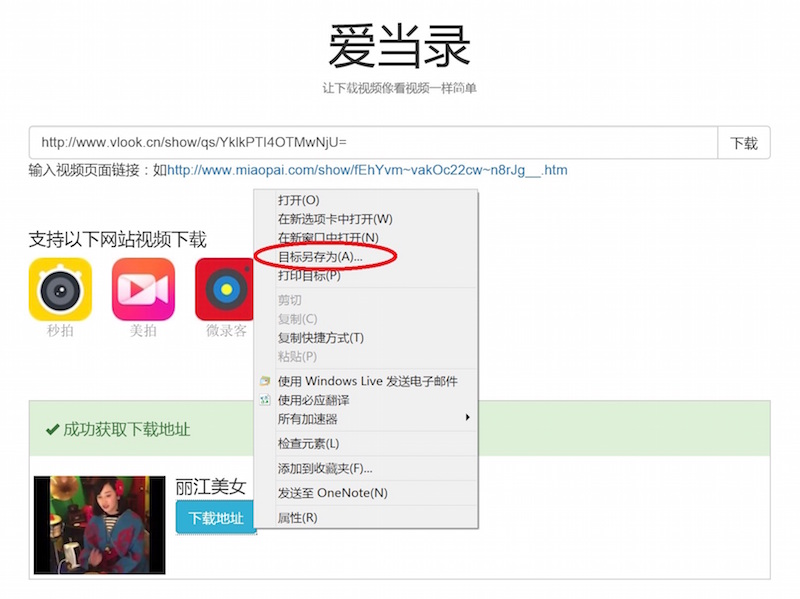 爱当录
让下载视频像看视频一样简单
http://www.vlook.cn/show/qs/YklkPTI4OTMwNjU=
下载
输入视频页面链接：如http://www.miaopai.com/show/fEhYvm~vakOc22cw~n8rJg__.htm
支持以下网站视频下载
秒拍
美拍
微录客
打开(O)
在新选项卡中打开(W)
在新窗口中打开(N)
目标另存为(A)...
打印目标(P)
剪切
复制(C)
复制快捷方式(T)
粘贴(P)
使用 Windows Live 发送电子邮件
使用必应翻译
所有加速器
检查元素(L)
添加到收藏夹(F)...
发送至 OneNote(N)
属性(R)
成功获取下载地址
丽江美女
下载地址